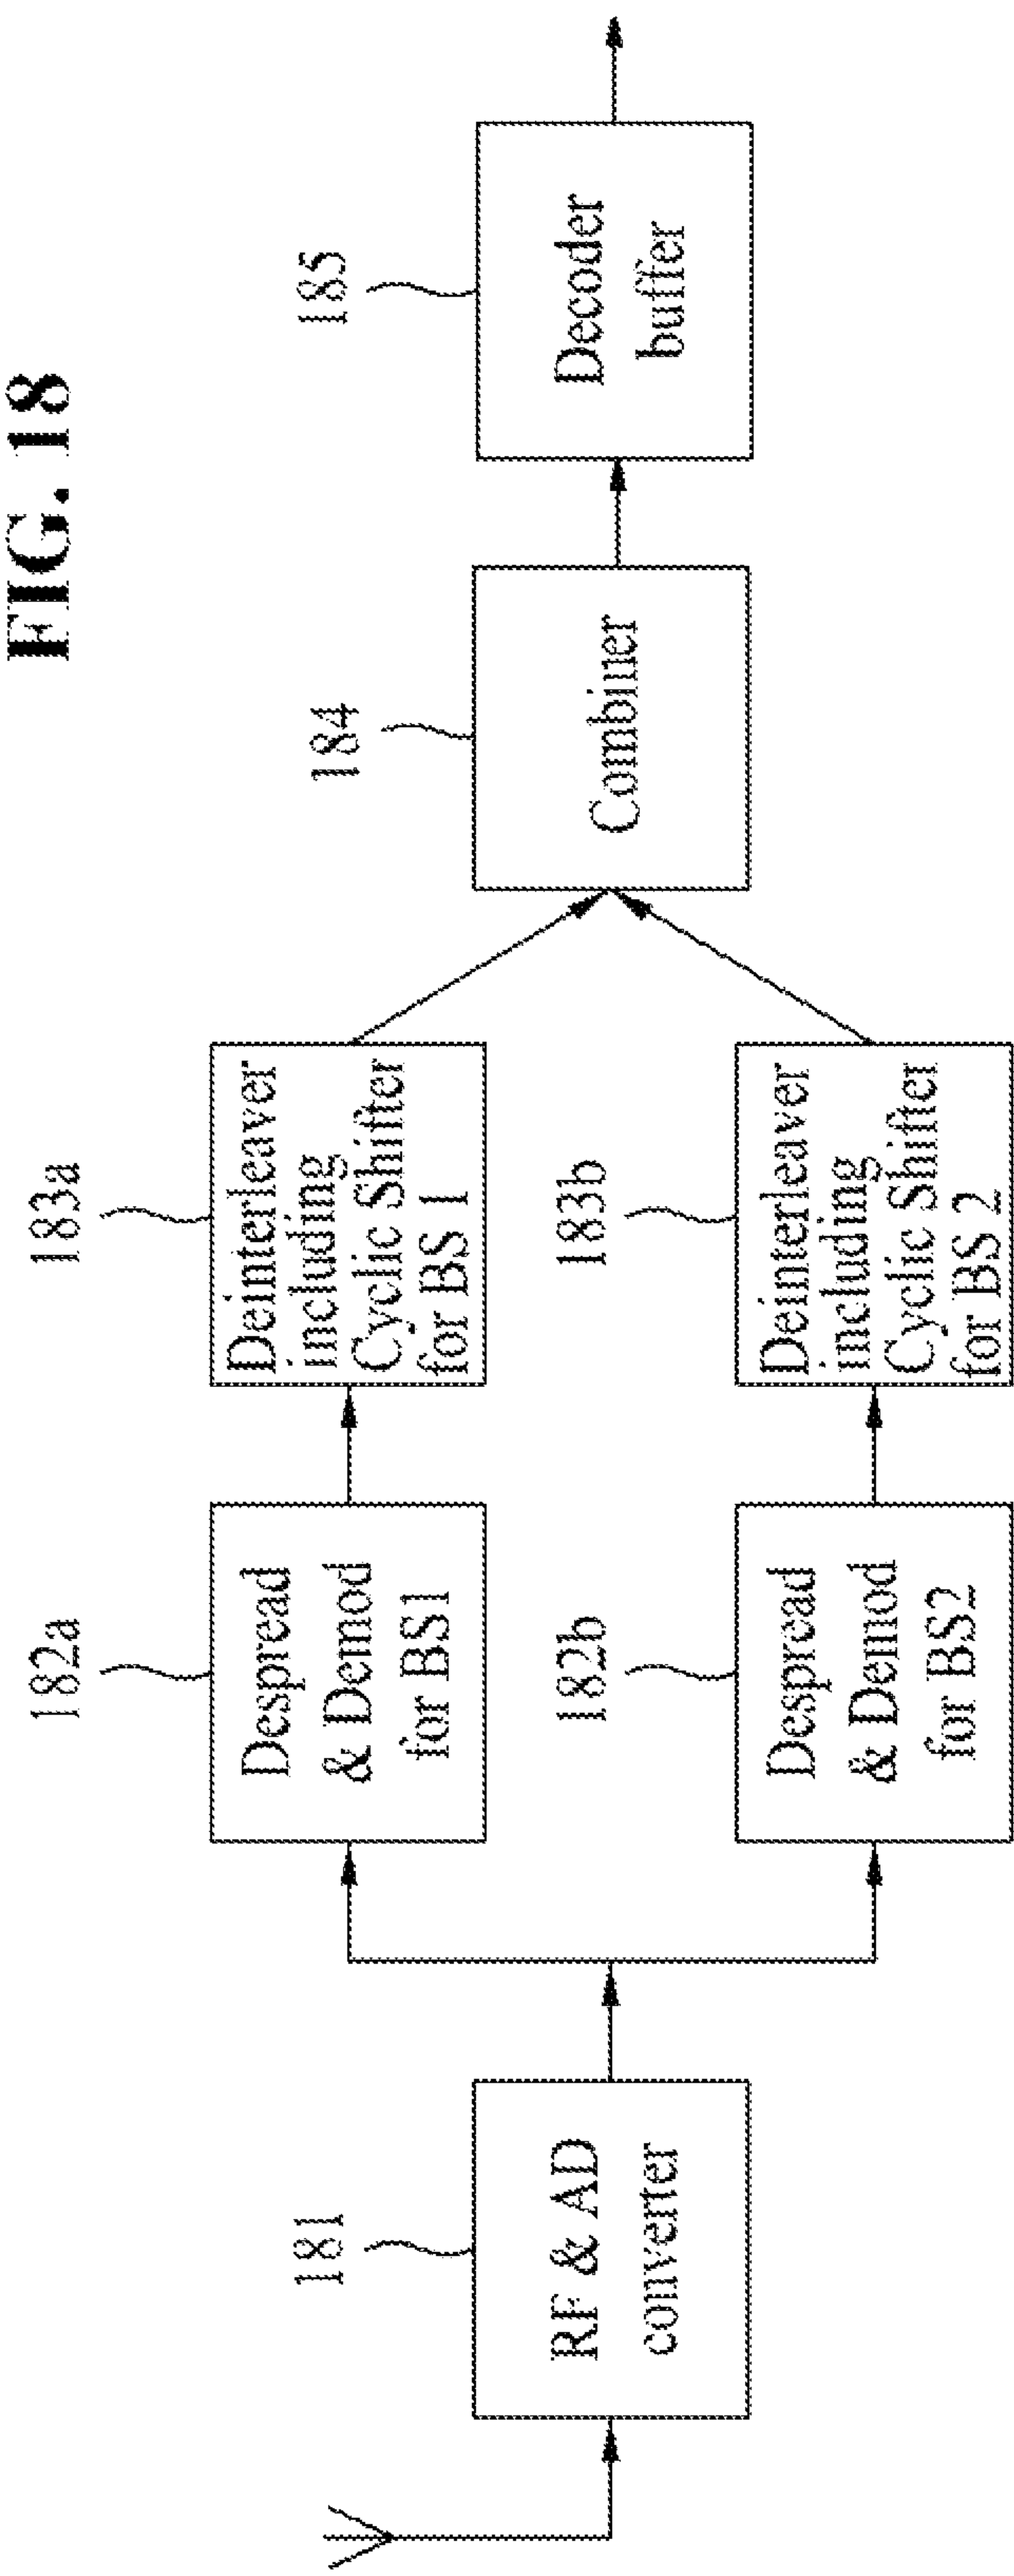 FIG. 18
181
RF & AD
converter
182a
Despread
& Demod
for BS1
183a
Deinterleaver
including
Cyclic Shifter
for BS 1
182b
Despread
& Demod
for BS2
183b
Deinterleaver
including
Cyclic Shifter
for BS 2
184
Combiner
185
Decoder
buffer